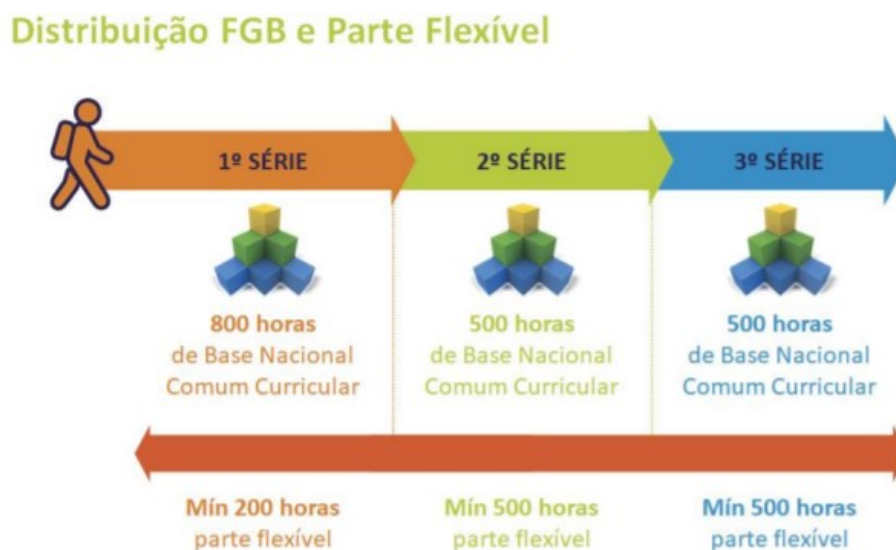 Distribuição FGB e Parte Flexível
1º SÉRIE
2º SÉRIE
3º SÉRIE
800 horas
de Base Nacional
Comum Curricular
500 horas
de Base Nacional
Comum Curricular
500 horas
de Base Nacional
Comum Curricular
Mín 200 horas
parte flexível
Mín 500 horas
parte flexível
Mín 500 horas
parte flexível